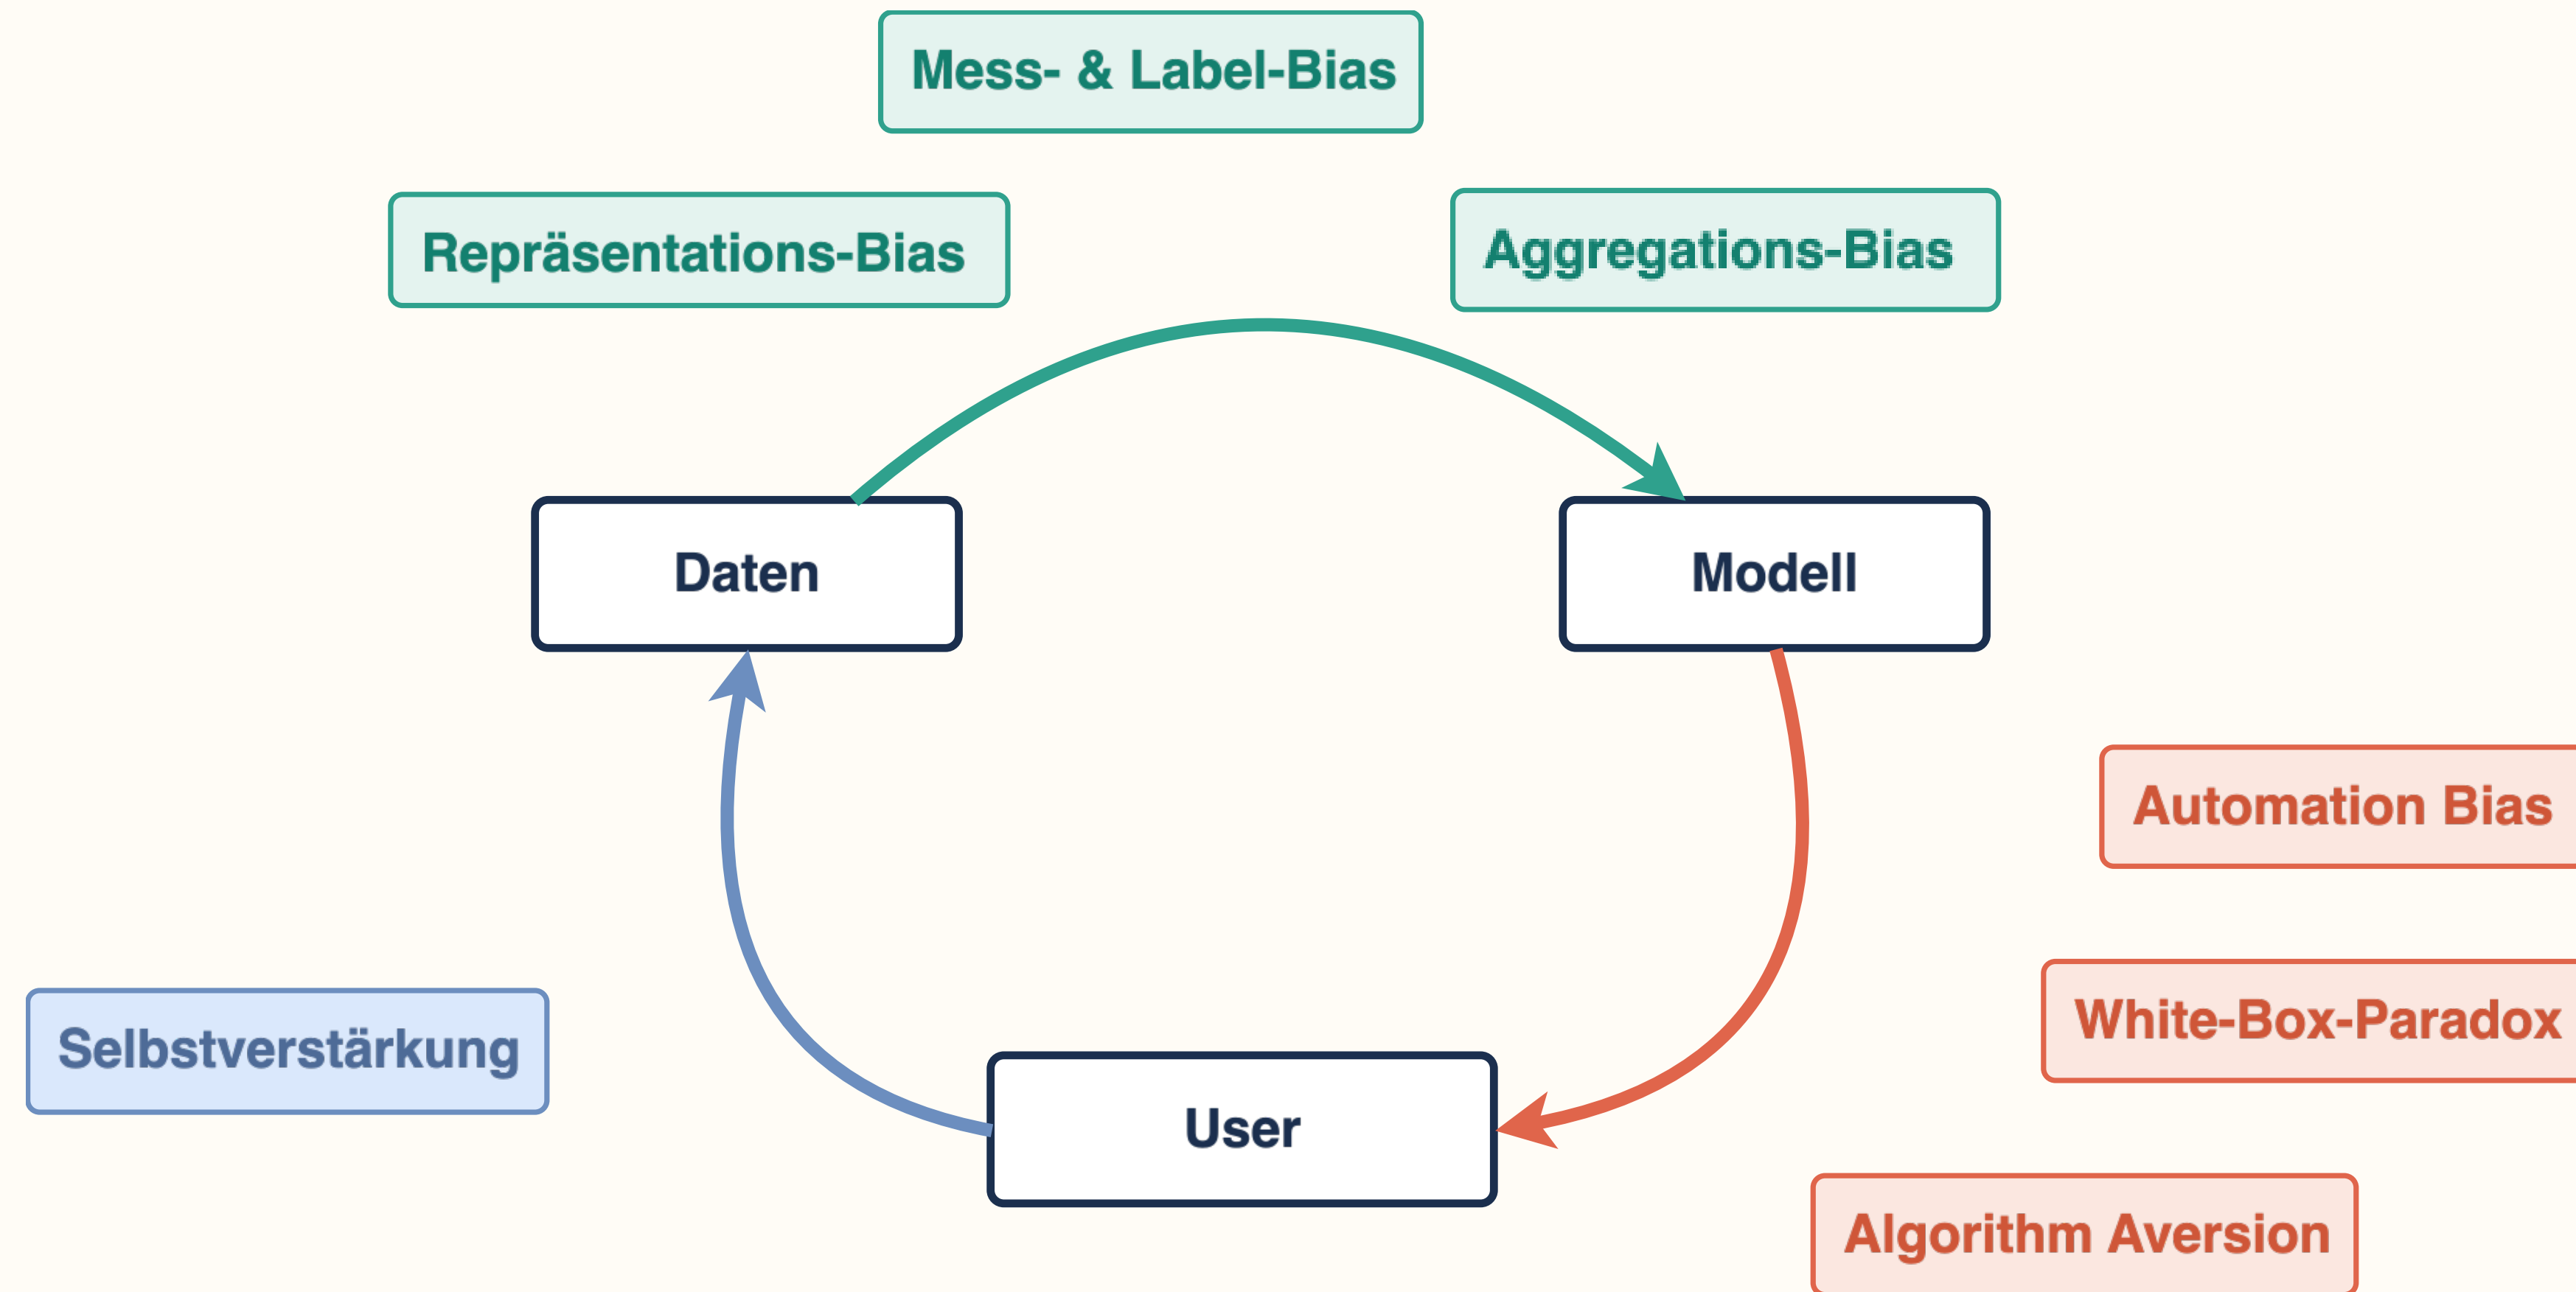 Mess- & Label-Bias
Repräsentations-Bias
Aggregations-Bias
Daten
Modell
Automation Bias
White-Box-Paradox
Selbstverstärkung
User
Algorithm Aversion